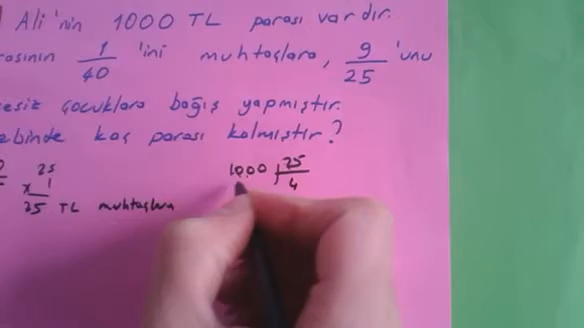 Ali'nin 1000 TL parası vardır.
rasının 1/40 'ini muhtaçlara, 9/25 'unu
esiz çocuklara bağış yapmıştır.
ebinde kaç parası kalmıştır?
25
x 1
25 TL muhtaçlara
1000 25
4